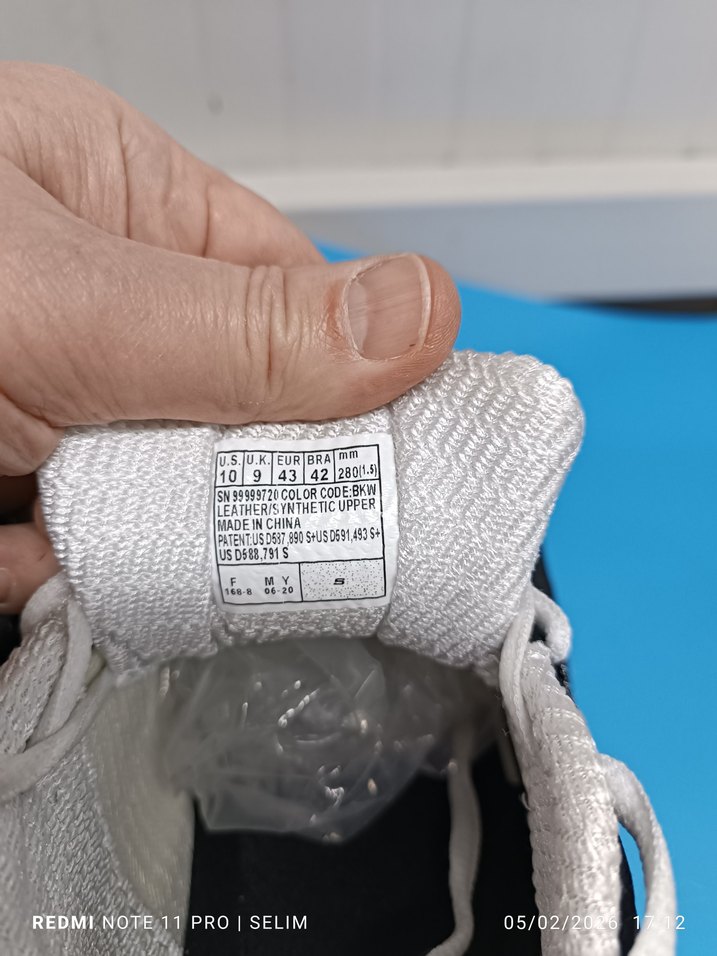 U.S. U.K. EUR BRA mm
10 9 43 42 280(1.5)
SN 99999720 COLOR CODE:BKW
LEATHER/SYNTHETIC UPPER
MADE IN CHINA
PATENT:US D587,890 S+US D591,493 S+
US D588,791 S
F M Y S
168-8 06-20
REDMI NOTE 11 PRO | SELIM 05/02/2026 17:12